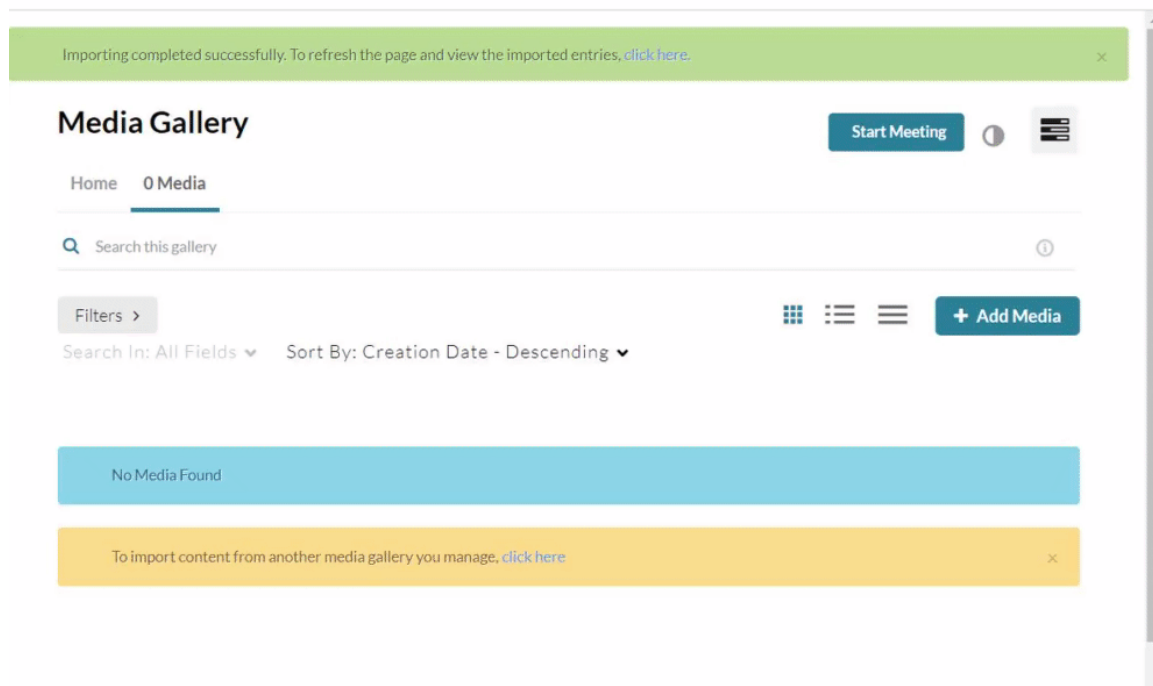 Importing completed successfully. To refresh the page and view the imported entries, click here. ×
Media Gallery
Start Meeting
Home 0 Media
Search this gallery
Filters >
+ Add Media
Search In: All Fields Sort By: Creation Date - Descending
No Media Found
To import content from another media gallery you manage, click here ×